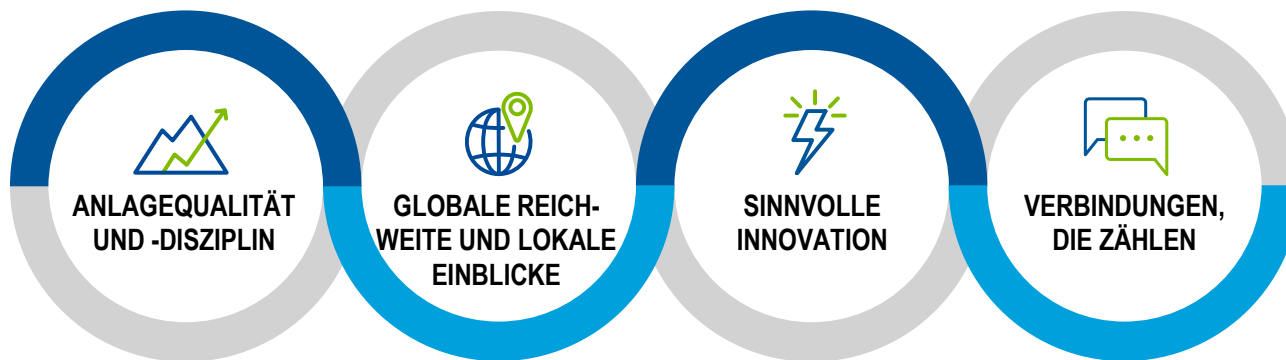 ANLAGEQUALITÄT
UND -DISZIPLIN
GLOBALE REICH-
WEITE UND LOKALE
EINBLICKE
SINNVOLLE
INNOVATION
VERBINDUNGEN,
DIE ZÄHLEN